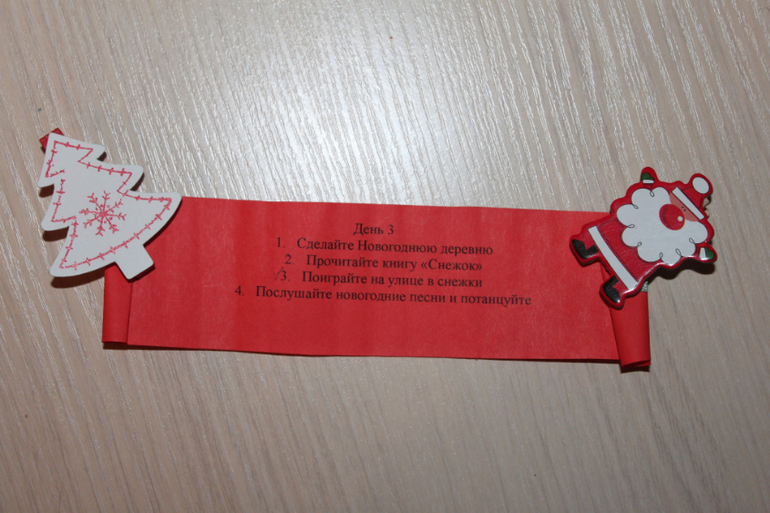 День 3
1. Сделайте Новогоднюю деревню
2. Прочитайте книгу «Снежок»
3. Поиграйте на улице в снежки
4. Послушайте новогодние песни и потанцуйте